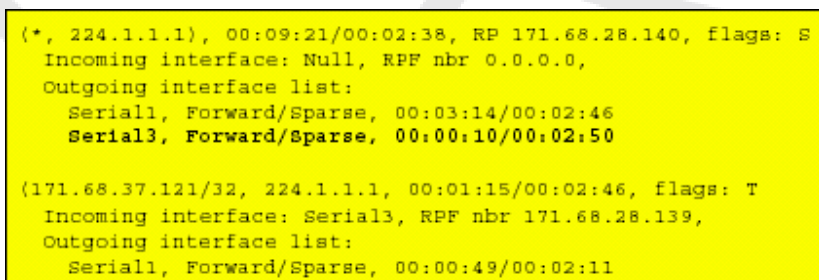 (*, 224.1.1.1), 00:09:21/00:02:38, RP 171.68.28.140, flags: S
Incoming interface: Null, RPF nbr 0.0.0.0,
Outgoing interface list:
Serial1, Forward/Sparse, 00:03:14/00:02:46
Serial3, Forward/Sparse, 00:00:10/00:02:50
(171.68.37.121/32, 224.1.1.1, 00:01:15/00:02:46, flags: T
Incoming interface: Serial3, RPF nbr 171.68.28.139,
Outgoing interface list:
Serial1, Forward/Sparse, 00:00:49/00:02:11